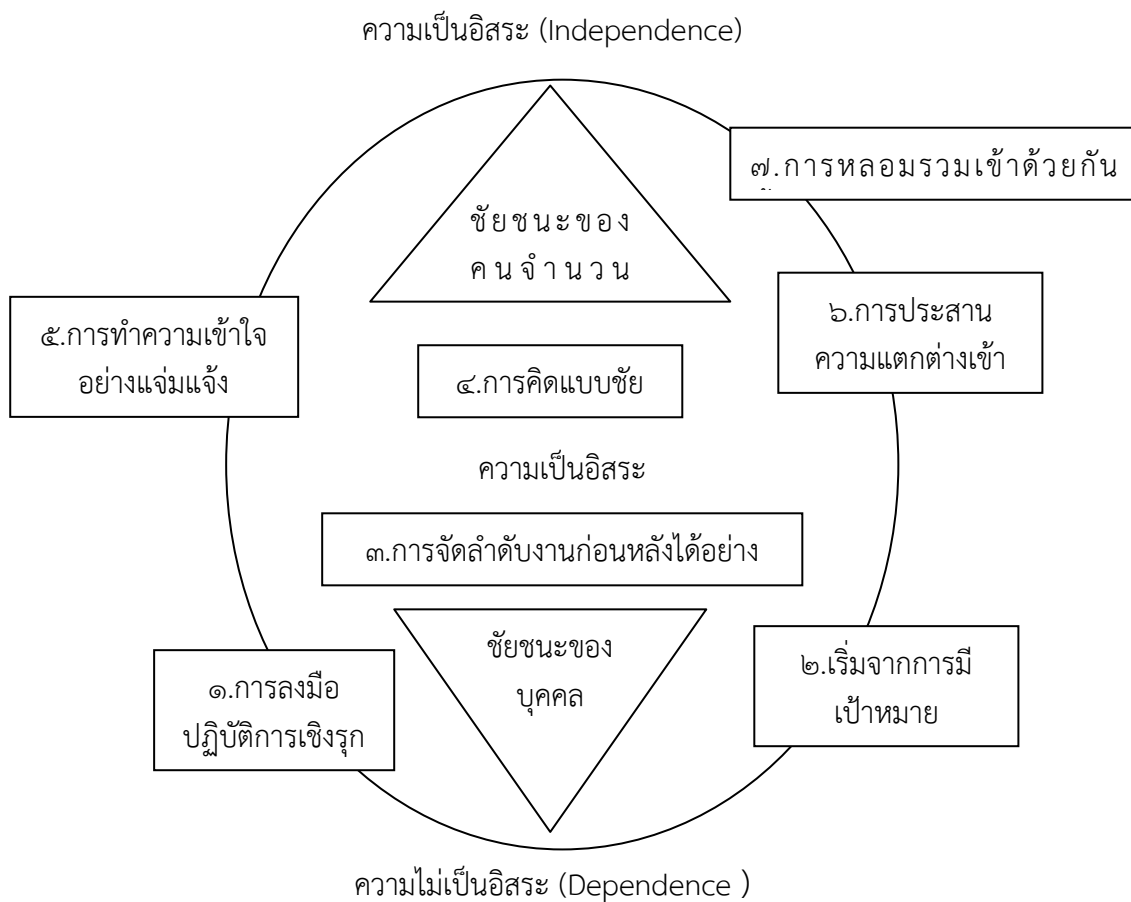 ความเป็นอิสระ (Independence)
๗.การหลอมรวมเข้าด้วยกัน
ชัยชนะของ
คนจำนวน
๕.การทำความเข้าใจ
อย่างแจ่มแจ้ง
๖.การประสาน
ความแตกต่างเข้า
๔.การคิดแบบชัย
ความเป็นอิสระ
๓.การจัดลำดับงานก่อนหลังได้อย่าง
ชัยชนะของ
บุคคล
๑.การลงมือ
ปฏิบัติการเชิงรุก
๒.เริ่มจากการมี
เป้าหมาย
ความไม่เป็นอิสระ (Dependence )